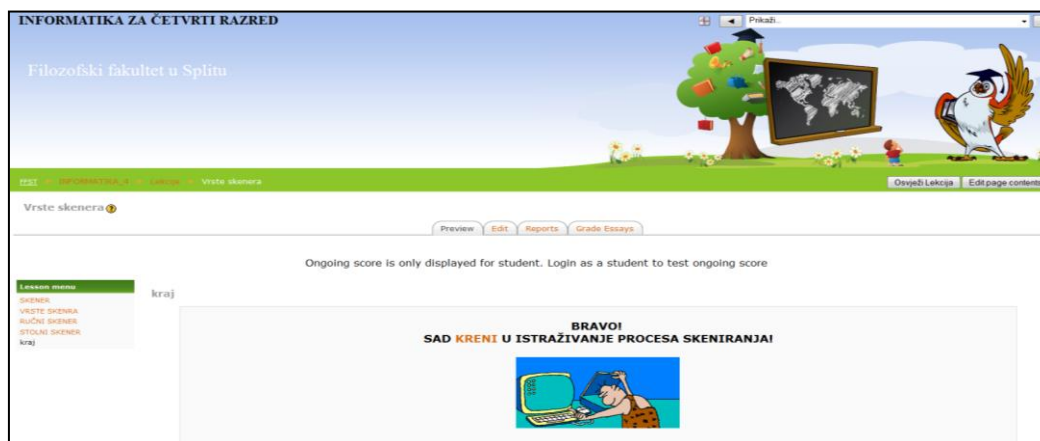 INFORMATIKA ZA ČETVRTI RAZRED
Prikaži..
Filozofski fakultet u Splitu
FFST INFORMATIKA_4 Lekcije Vrste skenera
Osvježi Lekcija Edit page contents
Vrste skenera
Preview Edit Reports Grade Essays
Ongoing score is only displayed for student. Login as a student to test ongoing score
Lesson menu
SKENER
VRSTE SKENRA
RUČNI SKENER
STOLNI SKENER
kraj
kraj
BRAVO!
SAD KRENI U ISTRAŽIVANJE PROCESA SKENIRANJA!